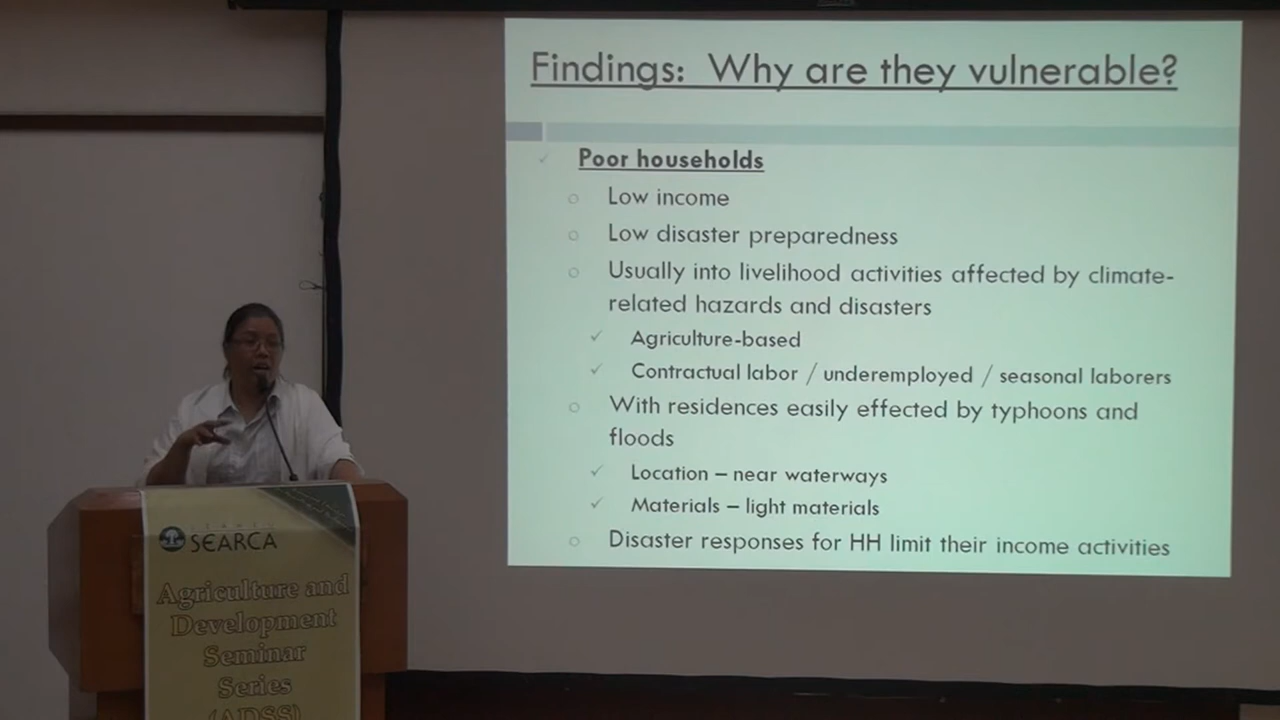 Findings: Why are they vulnerable?
Poor households
Low income
Low disaster preparedness
Usually into livelihood activities affected by climate-
related hazards and disasters
Agriculture-based
Contractual labor / underemployed / seasonal laborers
With residences easily effected by typhoons and
floods
Location – near waterways
Materials – light materials
Disaster responses for HH limit their income activities
SEARCA
Agriculture and
Development
Seminar
Series
(ADSS)